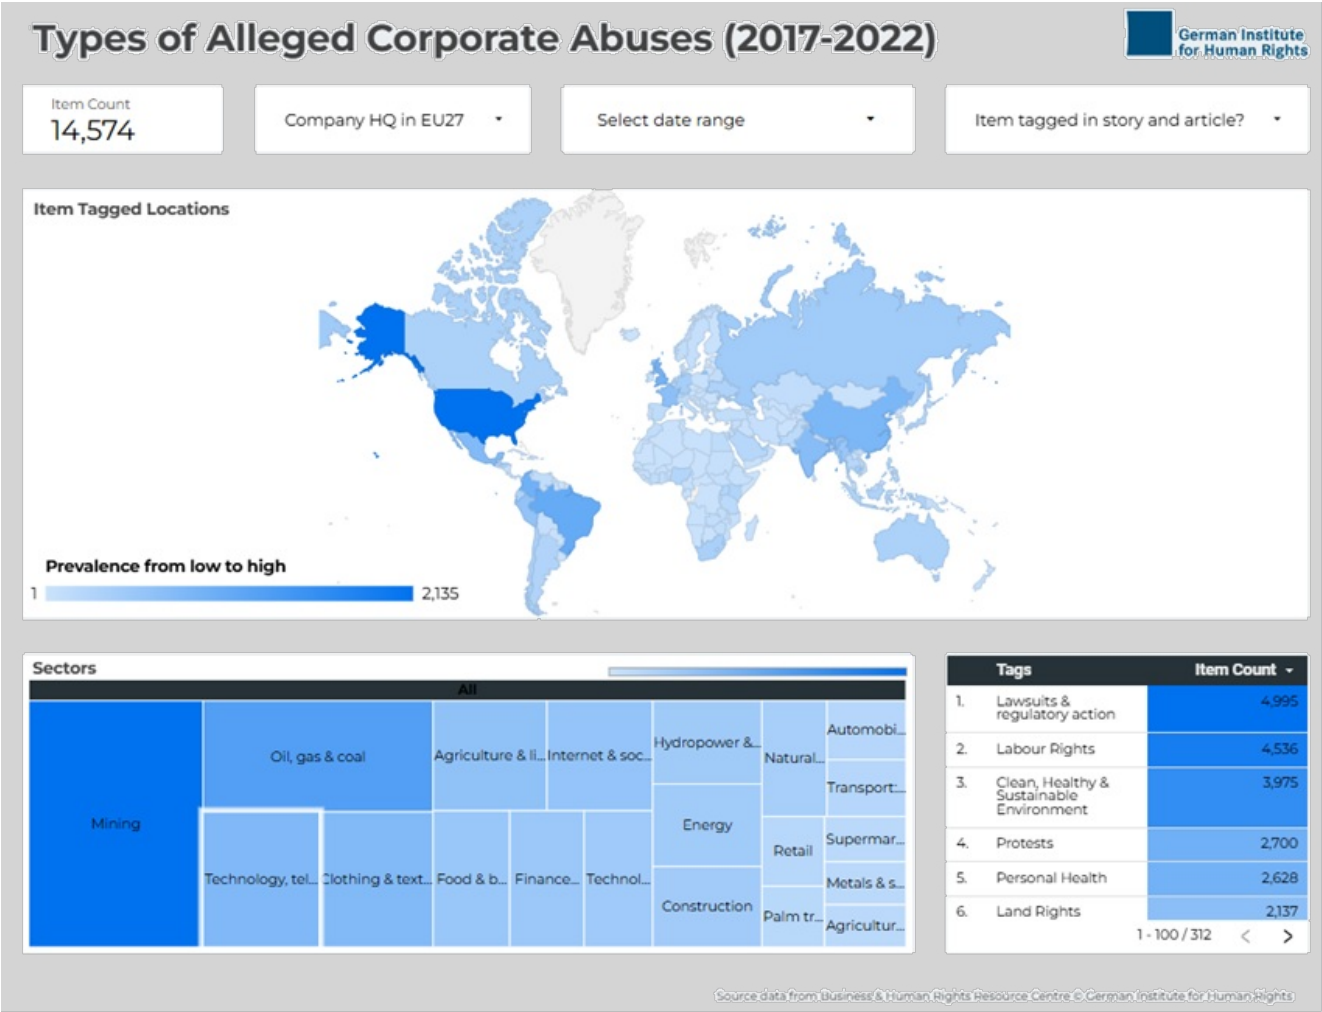 Types of Alleged Corporate Abuses (2017-2022)
German Institute
for Human Rights
Item Count
14,574
Company HQ in EU27
Select date range
Item tagged in story and article?
Item Tagged Locations
Prevalence from low to high
1
2,135
Sectors
All
Mining
Oil, gas & coal
Agriculture & li...
Internet & soc...
Hydropower &...
Natural...
Automobi...
Transport:...
Energy
Retail
Supermar...
Technology, tel...
Clothing & text...
Food & b...
Finance...
Technol...
Construction
Palm tr...
Metals & s...
Agricultur...
Tags Item Count
1. Lawsuits &
regulatory action 4,995
2. Labour Rights 4,536
3. Clean, Healthy & 3,975
Sustainable
Environment
4. Protests 2,700
5. Personal Health 2,628
6. Land Rights 2,137
1 - 100 / 312 < >
Source data from Business & Human Rights Resource Centre © German Institute for Human Rights